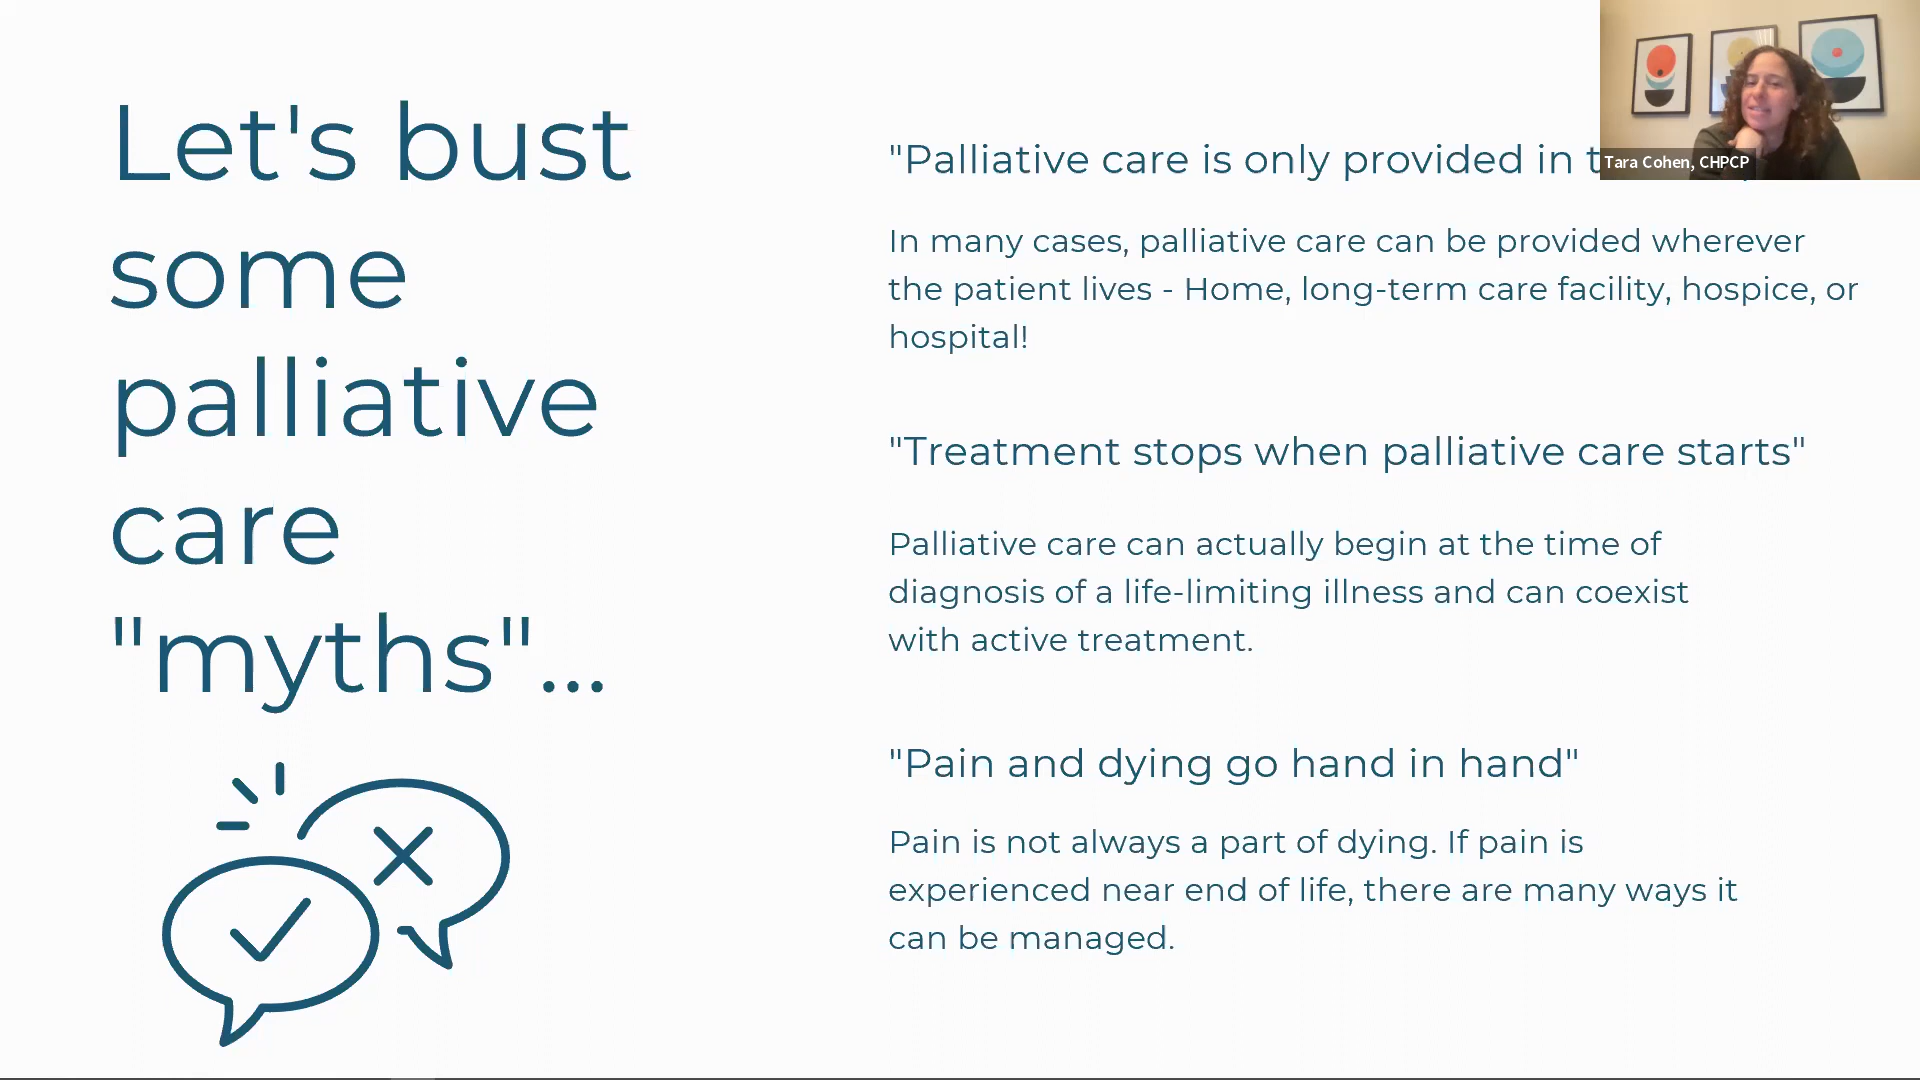 Let's bust
some
palliative
care
"myths"...
"Palliative care is only provided in
In many cases, palliative care can be provided wherever
the patient lives - Home, long-term care facility, hospice, or
hospital!
"Treatment stops when palliative care starts"
Palliative care can actually begin at the time of
diagnosis of a life-limiting illness and can coexist
with active treatment.
"Pain and dying go hand in hand"
Pain is not always a part of dying. If pain is
experienced near end of life, there are many ways it
can be managed.
Tara Cohen, CHPCP